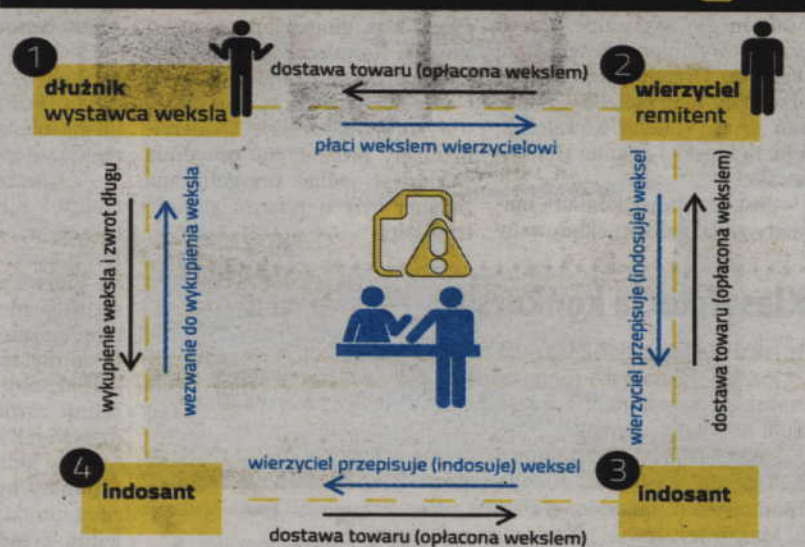 1
dłużnik
wystawca weksla
dostawa towaru (opłacona wekslem)
płaci wekslem wierzycielowi
2
wierzyciel
remitent
wykupienie weksla i zwrot długu
wezwanie do wykupienia weksla
wierzyciel przepisuje (indosuje) weksel
dostawa towaru (opłacona wekslem)
4
indosant
wierzyciel przepisuje (indosuje) weksel
dostawa towaru (opłacona wekslem)
3
indosant